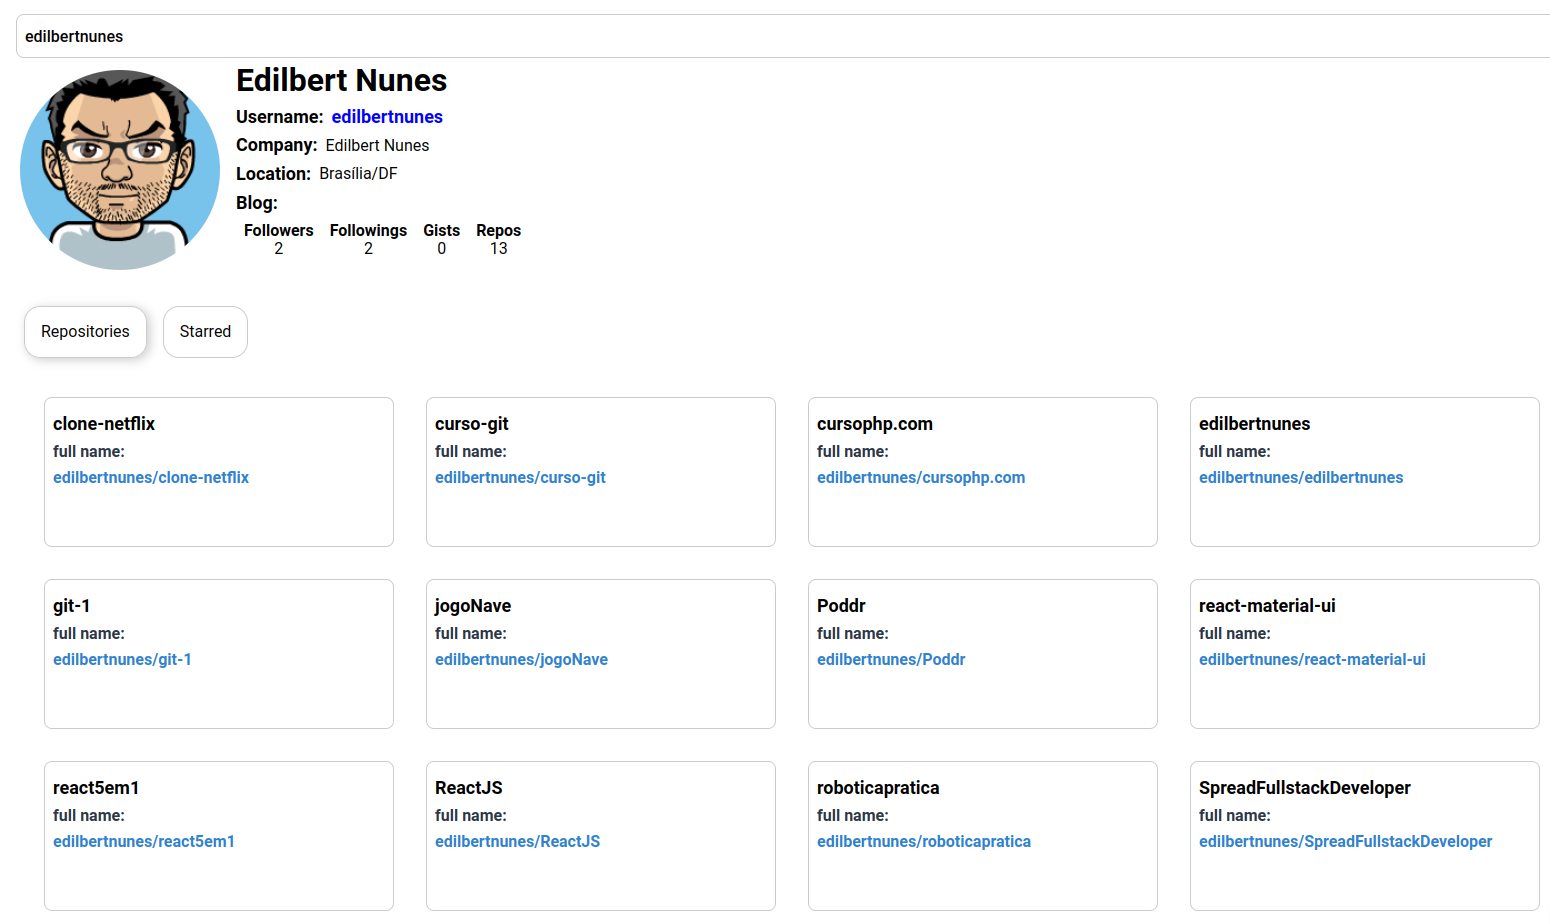 edilbertnunes
Edilbert Nunes
Username: edilbertnunes
Company: Edilbert Nunes
Location: Brasília/DF
Blog:
Followers Followings Gists Repos
2 2 0 13
Repositories Starred
clone-netflix
full name:
edilbertnunes/clone-netflix
curso-git
full name:
edilbertnunes/curso-git
cursophp.com
full name:
edilbertnunes/cursophp.com
edilbertnunes
full name:
edilbertnunes/edilbertnunes
git-1
full name:
edilbertnunes/git-1
jogoNave
full name:
edilbertnunes/jogoNave
Poddr
full name:
edilbertnunes/Poddr
react-material-ui
full name:
edilbertnunes/react-material-ui
react5em1
full name:
edilbertnunes/react5em1
ReactJS
full name:
edilbertnunes/ReactJS
roboticapratica
full name:
edilbertnunes/roboticapratica
SpreadFullstackDeveloper
full name:
edilbertnunes/SpreadFullstackDeveloper